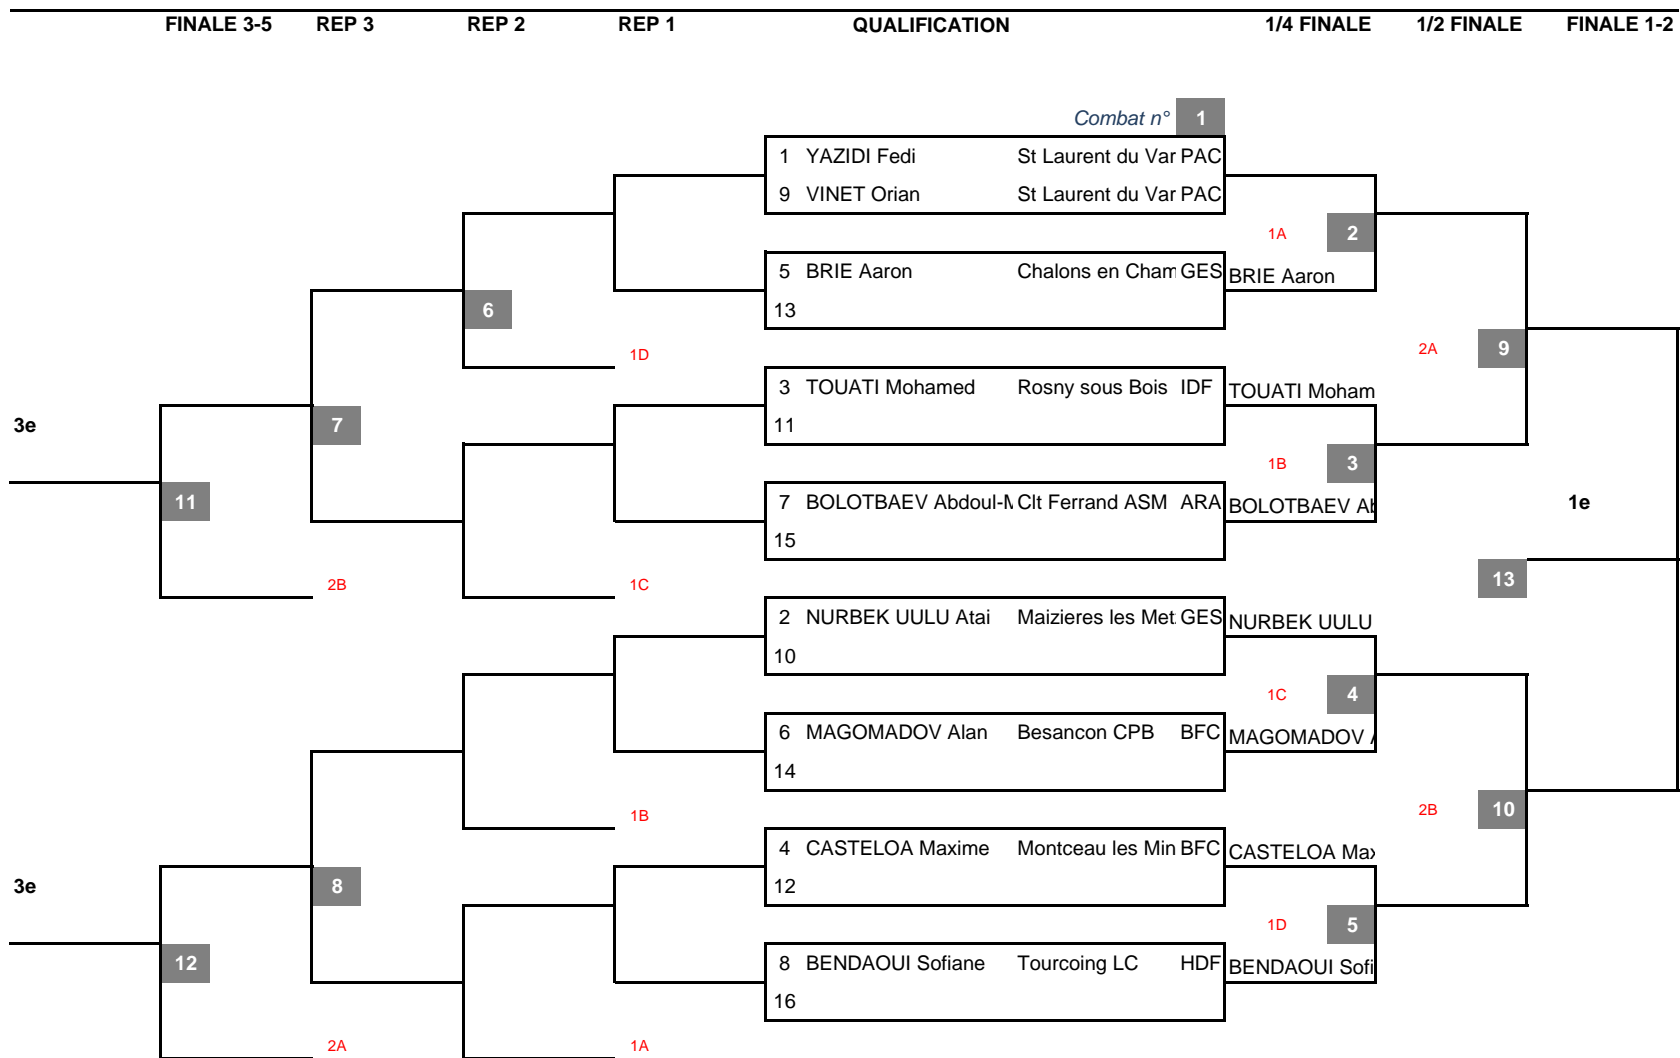 FINALE 3-5 REP 3 REP 2 REP 1 QUALIFICATION 1/4 FINALE 1/2 FINALE FINALE 1-2
Combat n° 1
1 YAZIDI Fedi St Laurent du Var PAC
9 VINET Orian St Laurent du Var PAC
1A 2
5 BRIE Aaron Chalons en Cham GES BRIE Aaron
6 13
1D 2A 9
3 TOUATI Mohamed Rosny sous Bois IDF TOUATI Moham
3e 7 11
1B 3
11 7 BOLOTBAEV Abdoul-M Clt Ferrand ASM ARA BOLOTBAEV Ab 1e
15
2B 1C 13
2 NURBEK UULU Atai Maizieres les Met GES NURBEK UULU
10
1C 4
6 MAGOMADOV Alan Besancon CPB BFC MAGOMADOV A
14
1B 2B 10
4 CASTELOA Maxime Montceau les Min BFC CASTELOA Max
3e 8 12
1D 5
12 8 BENDAOUI Sofiane Tourcoing LC HDF BENDAOUI Sofi
16
2A 1A